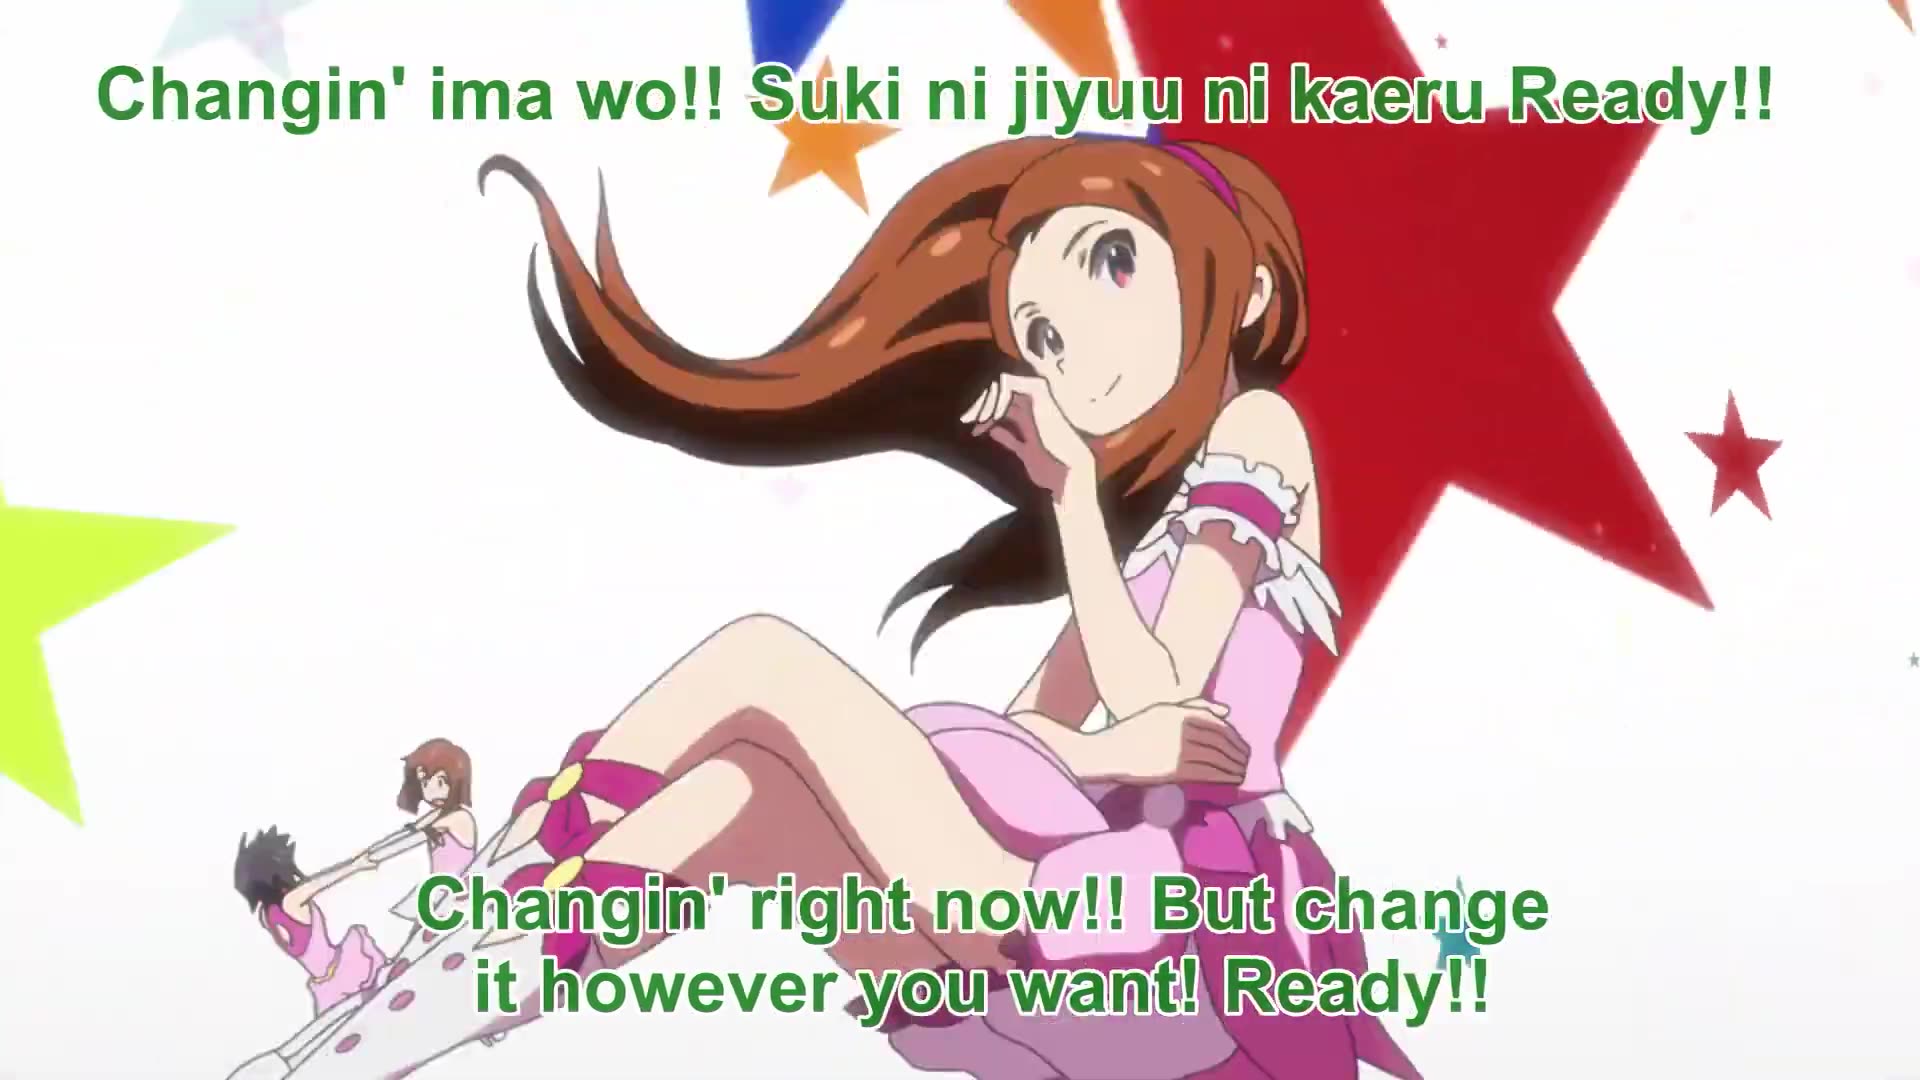 Changin' ima wo!! Suki ni jiyuu ni kaeru Ready!!
Changin' right now!! But change
it however you want! Ready!!